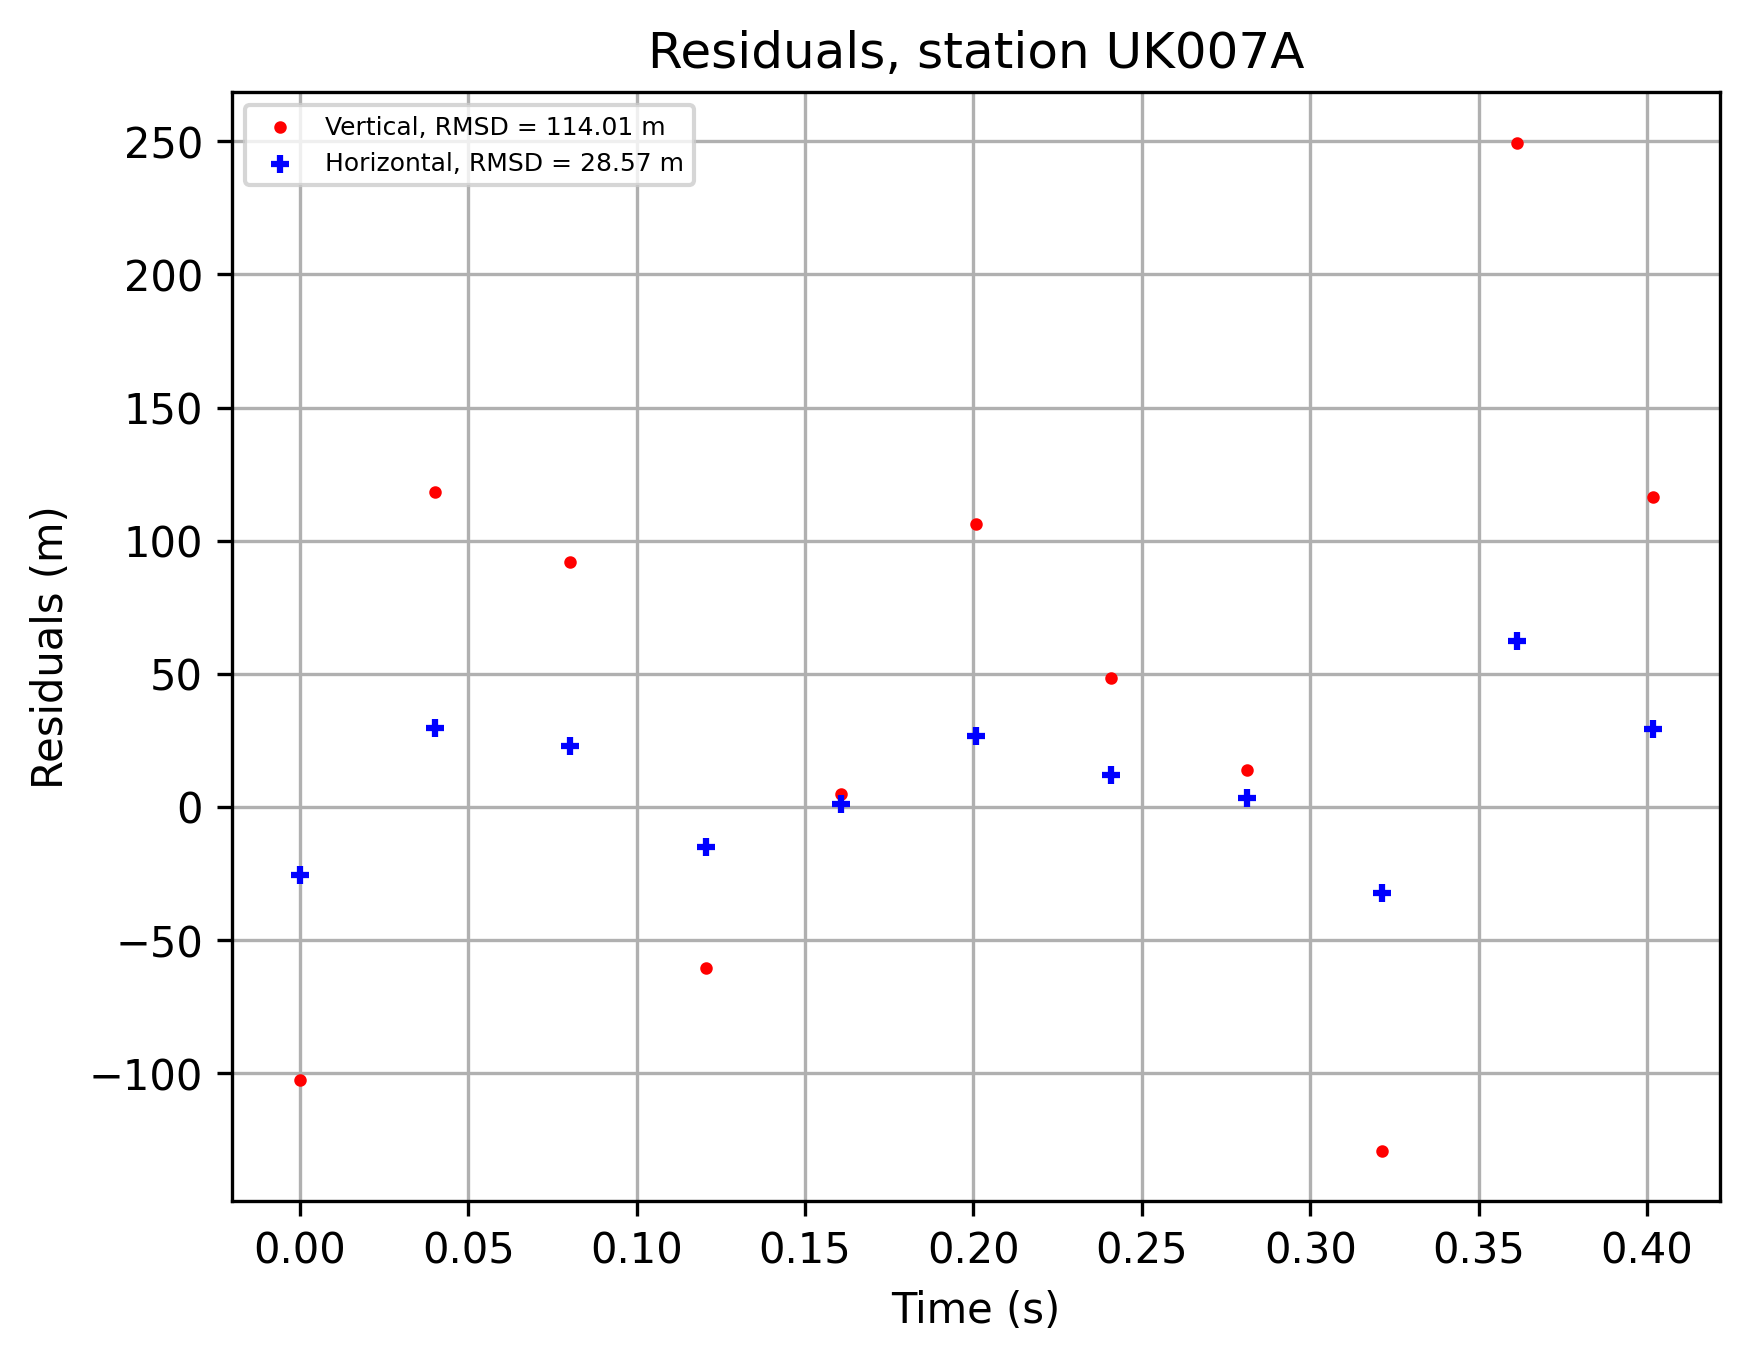 Residuals, station UK007A
Vertical, RMSD = 114.01 m
Horizontal, RMSD = 28.57 m
250
200
150
100
50
0
−50
−100
Residuals (m)
0.00 0.05 0.10 0.15 0.20 0.25 0.30 0.35 0.40
Time (s)